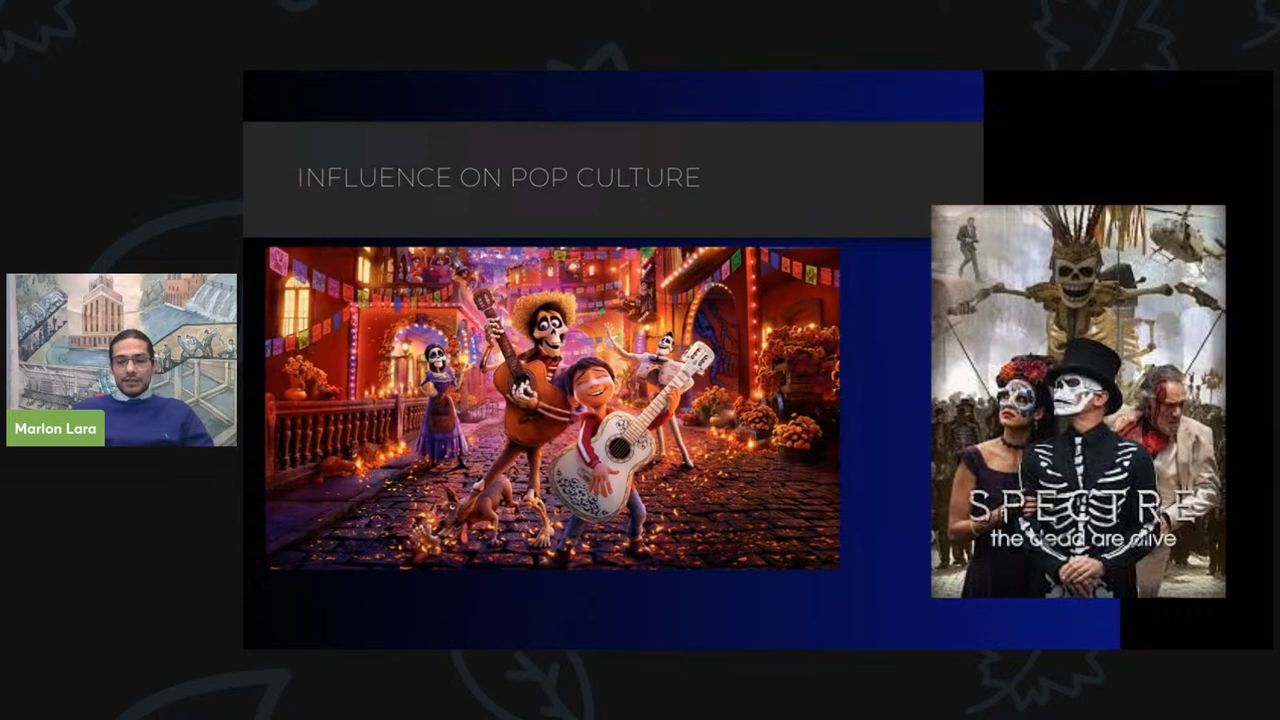 INFLUENCE ON POP CULTURE
Marlon Lara
SPECTRE
the dead are alive